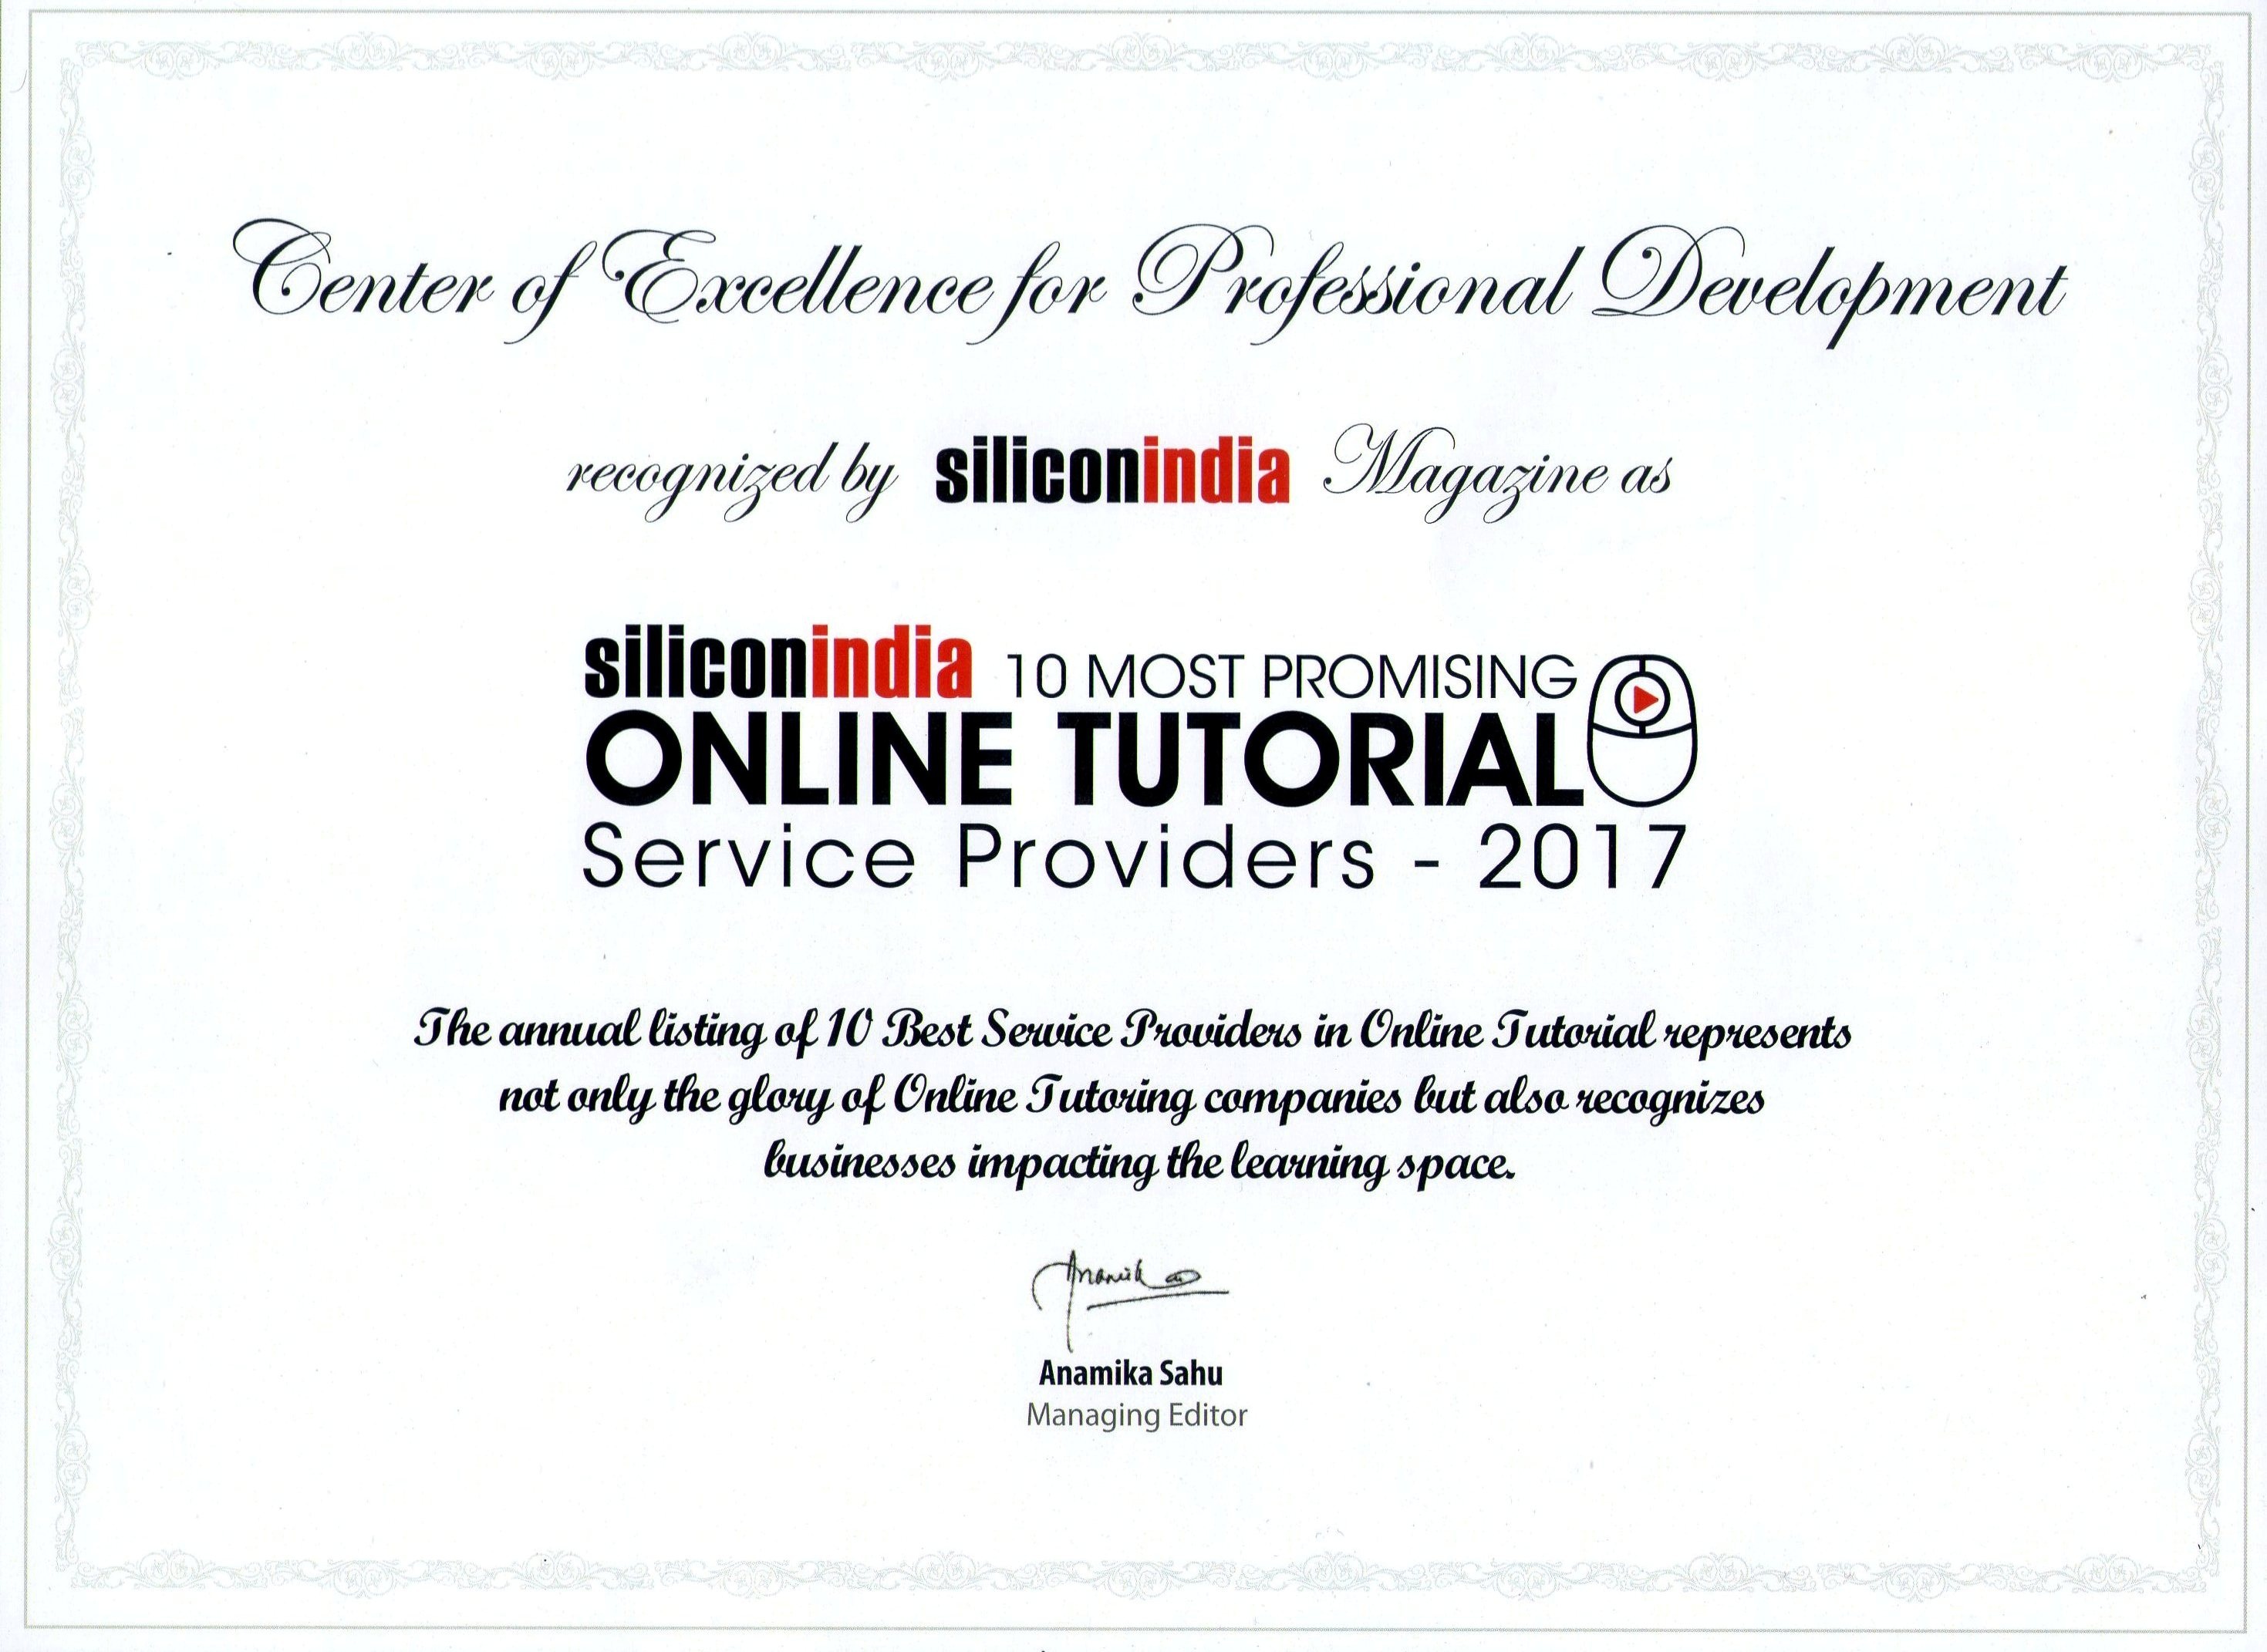 Center of Excellence for Professional Development
recognized by siliconindia Magazine as
siliconindia 10 MOST PROMISING
ONLINE TUTORIAL
Service Providers - 2017
The annual listing of 10 Best Service Providers in Online Tutorial represents
not only the glory of Online Tutoring companies but also recognizes
businesses impacting the learning space.
Anamika
Anamika Sahu
Managing Editor